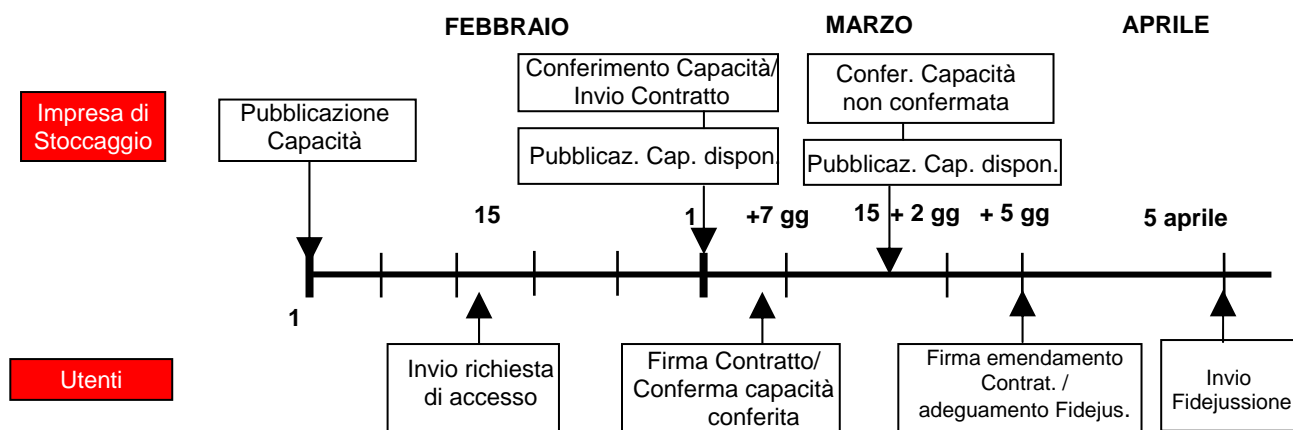 FEBBRAIO
MARZO
APRILE
Impresa di
Stoccaggio
Pubblicazione
Capacità
Conferimento Capacità/
Invio Contratto
Pubblicaz. Cap. dispon.
Confer. Capacità
non confermata
Pubblicaz. Cap. dispon.
15
1
+7 gg
15 + 2 gg
+ 5 gg
5 aprile
1
Utenti
Invio richiesta
di accesso
Firma Contratto/
Conferma capacità
conferita
Firma emendamento
Contrat. /
adeguamento Fidejus.
Invio
Fidejussione